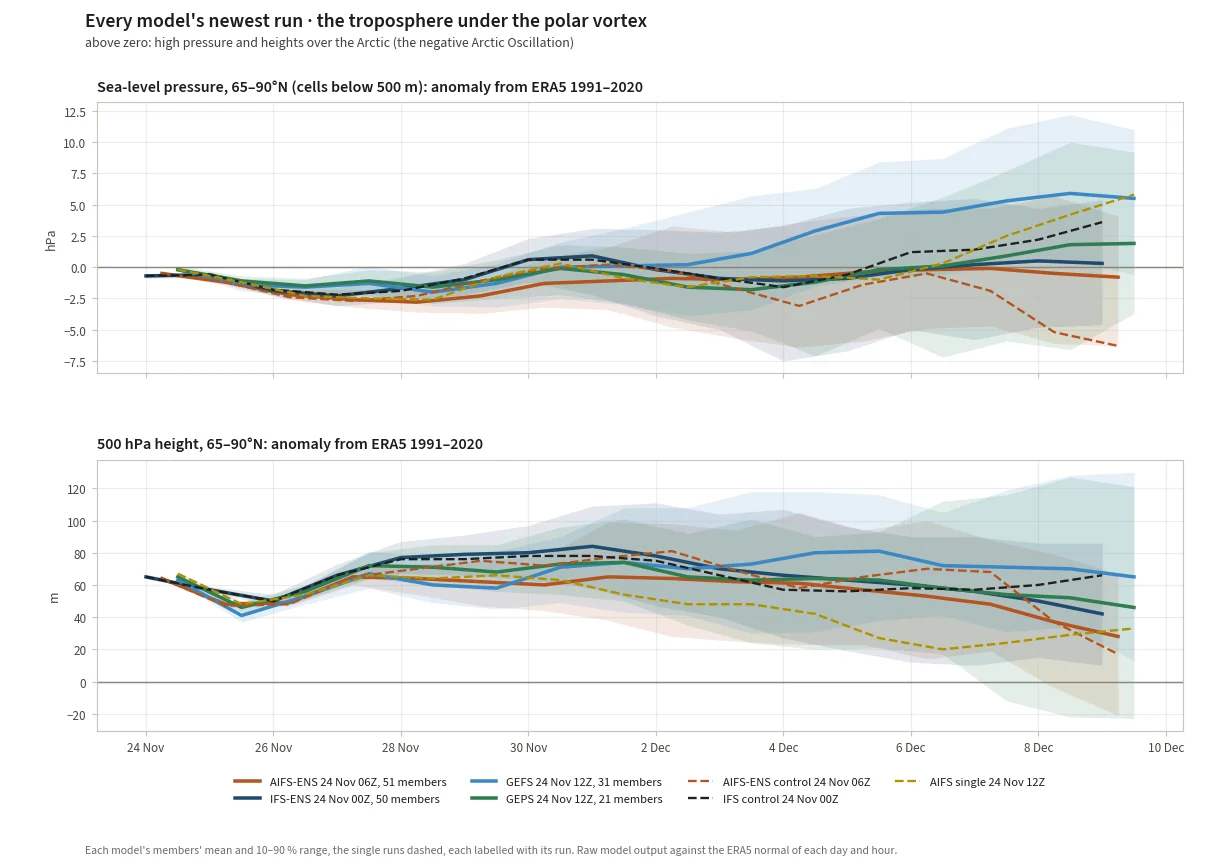 Every model's newest run · the troposphere under the polar vortex
above zero: high pressure and heights over the Arctic (the negative Arctic Oscillation)
Sea-level pressure, 65–90°N (cells below 500 m): anomaly from ERA5 1991–2020
12.5
10.0
7.5
5.0
2.5
0.0
−2.5
−5.0
−7.5
hPa
500 hPa height, 65–90°N: anomaly from ERA5 1991–2020
120
100
80
60
40
20
0
−20
m
24 Nov 26 Nov 28 Nov 30 Nov 2 Dec 4 Dec 6 Dec 8 Dec 10 Dec
AIFS-ENS 24 Nov 06Z, 51 members GEFS 24 Nov 12Z, 31 members AIFS-ENS control 24 Nov 06Z AIFS single 24 Nov 12Z
IFS-ENS 24 Nov 00Z, 50 members GEPS 24 Nov 12Z, 21 members IFS control 24 Nov 00Z
Each model's members' mean and 10–90 % range, the single runs dashed, each labelled with its run. Raw model output against the ERA5 normal of each day and hour.